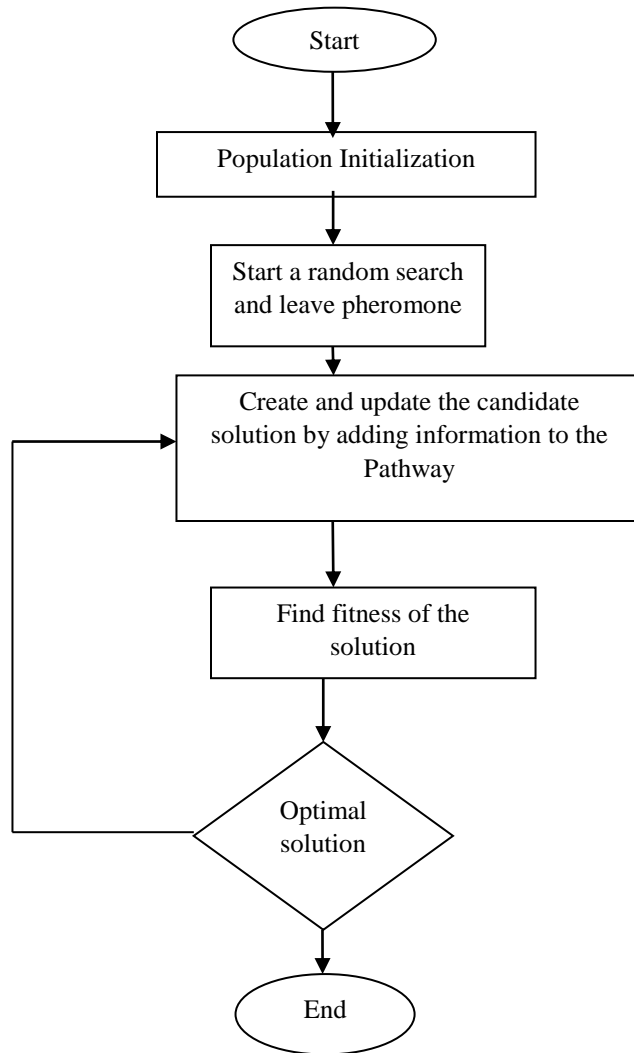 Start
Population Initialization
Start a random search
and leave pheromone
Create and update the candidate
solution by adding information to the
Pathway
Find fitness of the
solution
Optimal
solution
End